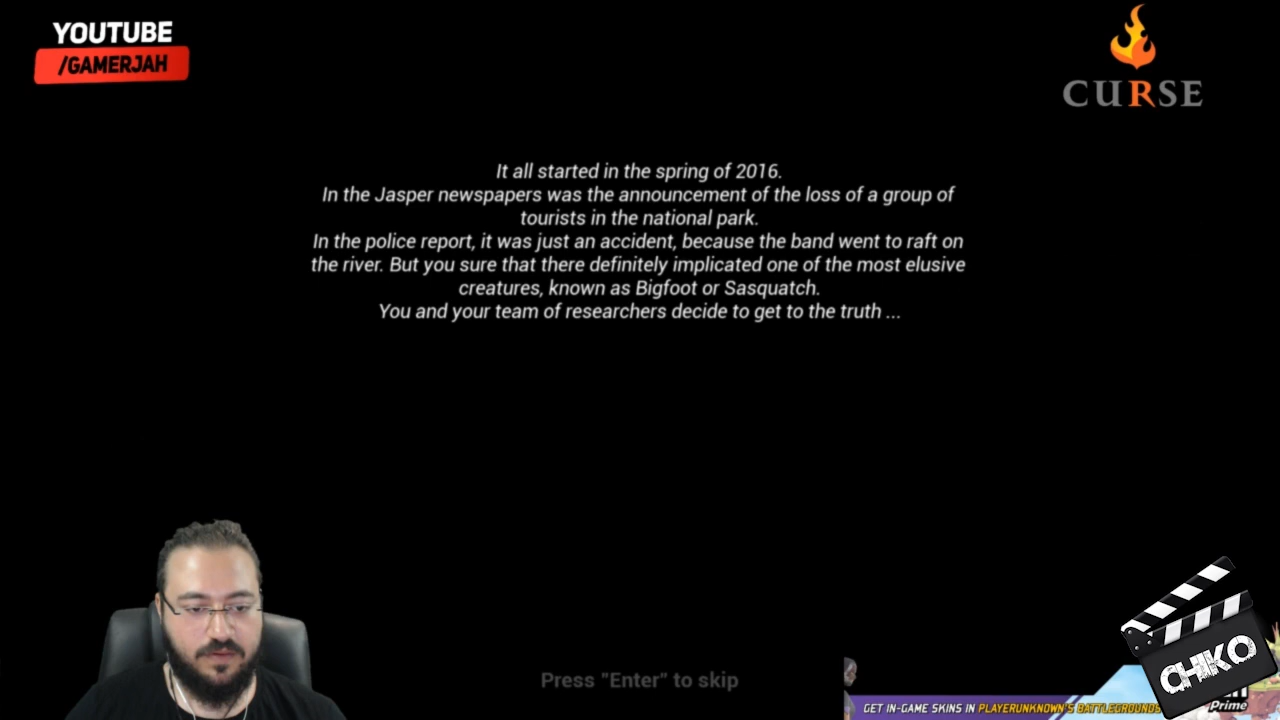 YOUTUBE
/GAMERJAH
CURSE
It all started in the spring of 2016.
In the Jasper newspapers was the announcement of the loss of a group of
tourists in the national park.
In the police report, it was just an accident, because the band went to raft on
the river. But you sure that there definitely implicated one of the most elusive
creatures, known as Bigfoot or Sasquatch.
You and your team of researchers decide to get to the truth ...
Press "Enter" to skip
CHIKO
GET IN-GAME SKINS IN PLAYERUNKNOWN'S BATTLEGROUNDS
Prime